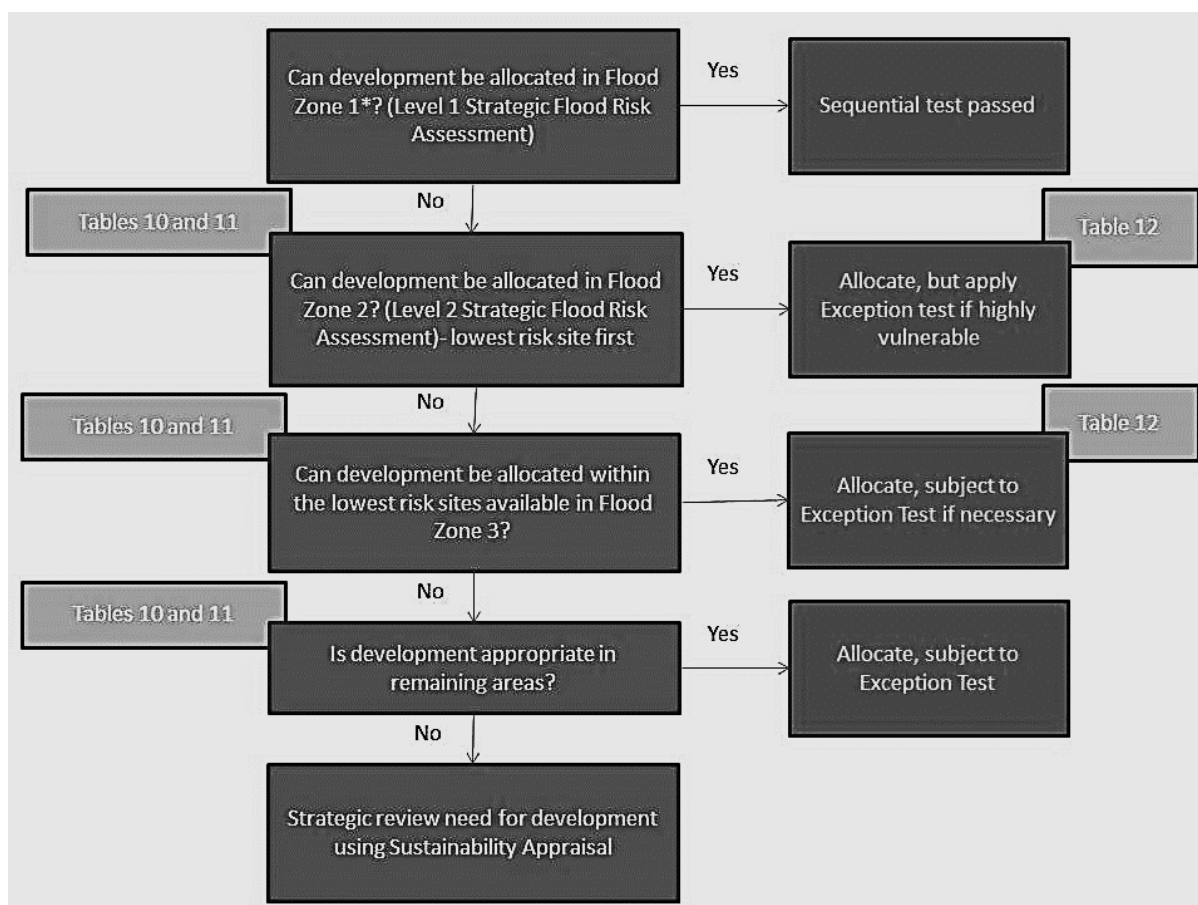 Can development be allocated in Flood
Zone 1*? (Level 1 Strategic Flood Risk
Assessment)
Yes
Sequential test passed
No
Tables 10 and 11
Table 12
Can development be allocated in Flood
Zone 2? (Level 2 Strategic Flood Risk
Assessment)- lowest risk site first
Yes
Allocate, but apply
Exception test if highly
vulnerable
No
Tables 10 and 11
Table 12
Can development be allocated within
the lowest risk sites available in Flood
Zone 3?
Yes
Allocate, subject to
Exception Test if necessary
No
Tables 10 and 11
Is development appropriate in
remaining areas?
Yes
Allocate, subject to
Exception Test
No
Strategic review need for development
using Sustainability Appraisal